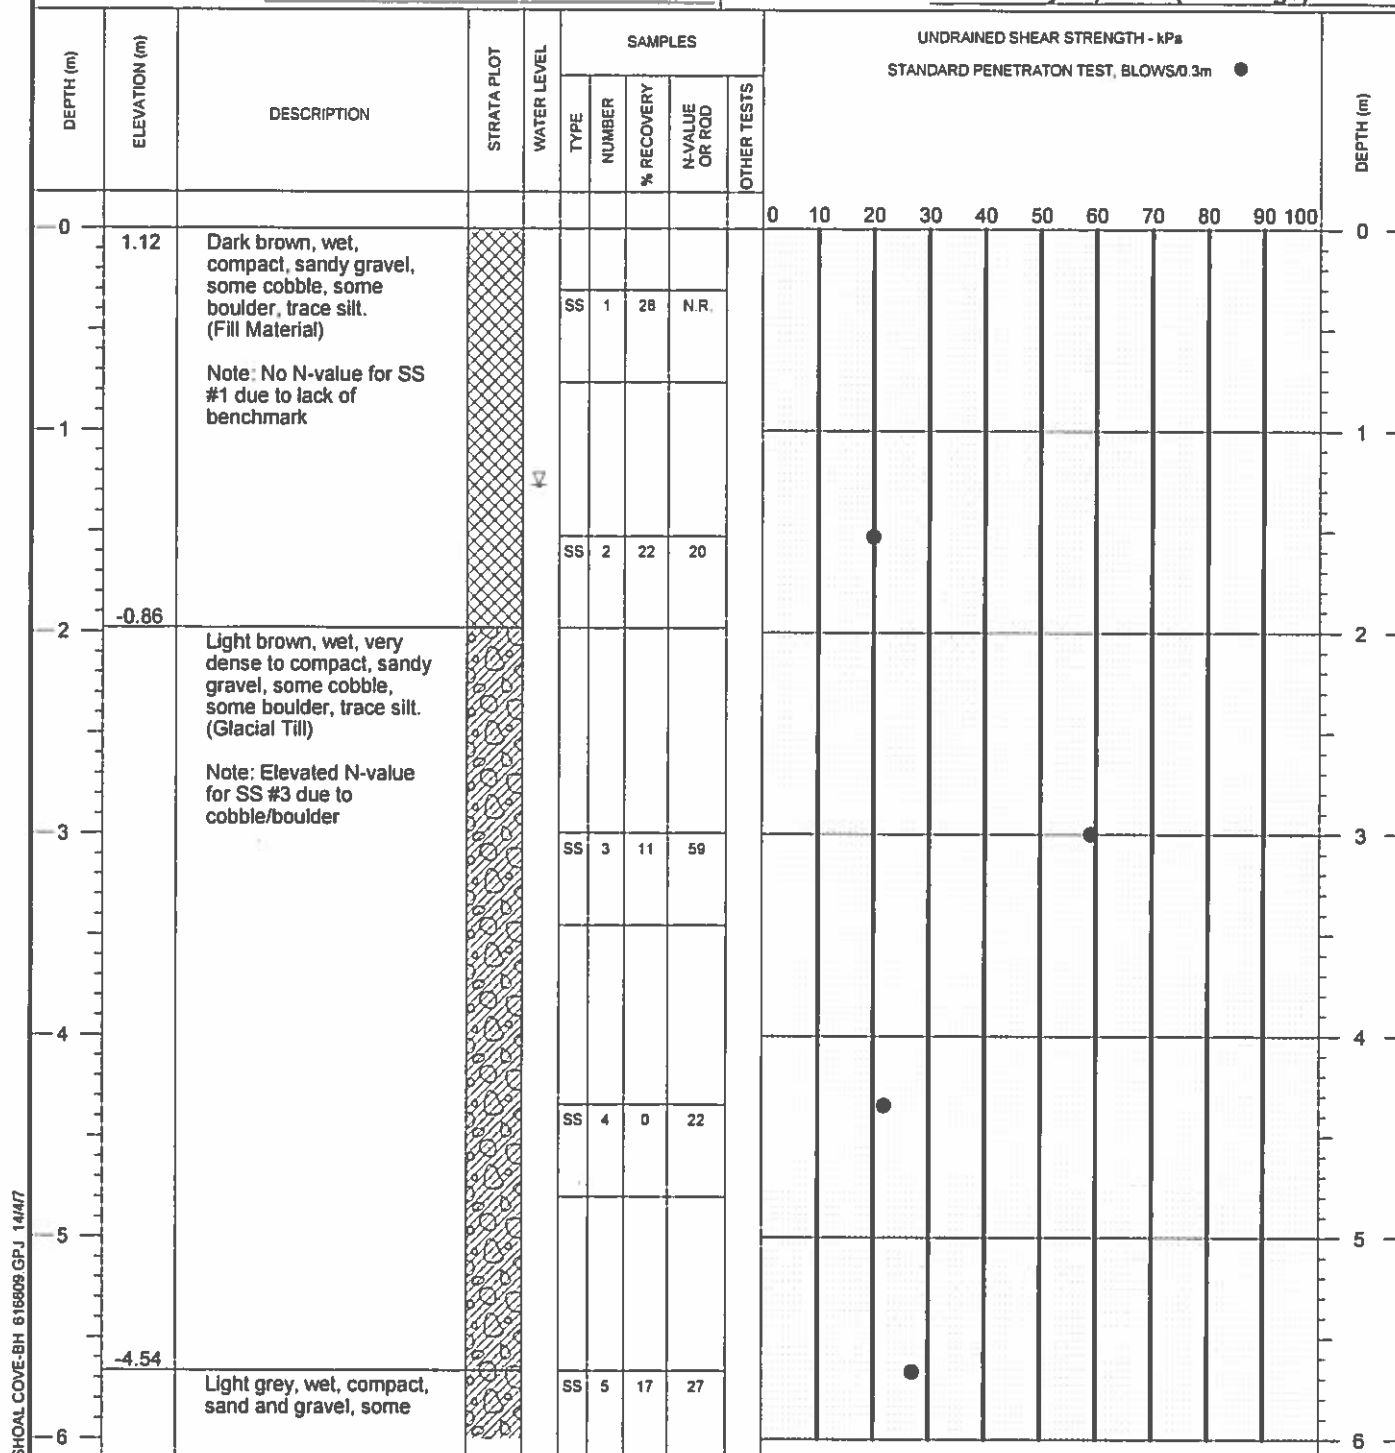 DEPTH (m)
ELEVATION (m)
DESCRIPTION
STRATA PLOT
WATER LEVEL
SAMPLES
TYPE
NUMBER
% RECOVERY
N-VALUE
OR RQD
OTHER TESTS
UNDRAINED SHEAR STRENGTH - kPa
STANDARD PENETRATON TEST, BLOWS/0.3m
DEPTH (m)
0 10 20 30 40 50 60 70 80 90 100
0
1.12
Dark brown, wet,
compact, sandy gravel,
some cobble, some
boulder, trace silt.
(Fill Material)
SS 1 28 N.R.
Note: No N-value for SS
#1 due to lack of
benchmark
1
SS 2 22 20
-0.86
2
Light brown, wet, very
dense to compact, sandy
gravel, some cobble,
some boulder, trace silt.
(Glacial Till)
Note: Elevated N-value
for SS #3 due to
cobble/boulder
3
SS 3 11 59
4
SS 4 0 22
5
-4.54
Light grey, wet, compact,
sand and gravel, some
SS 5 17 27
6
0
1
2
3
4
5
6
SHOAL COVE-BH 616809.GPJ 14/4/7